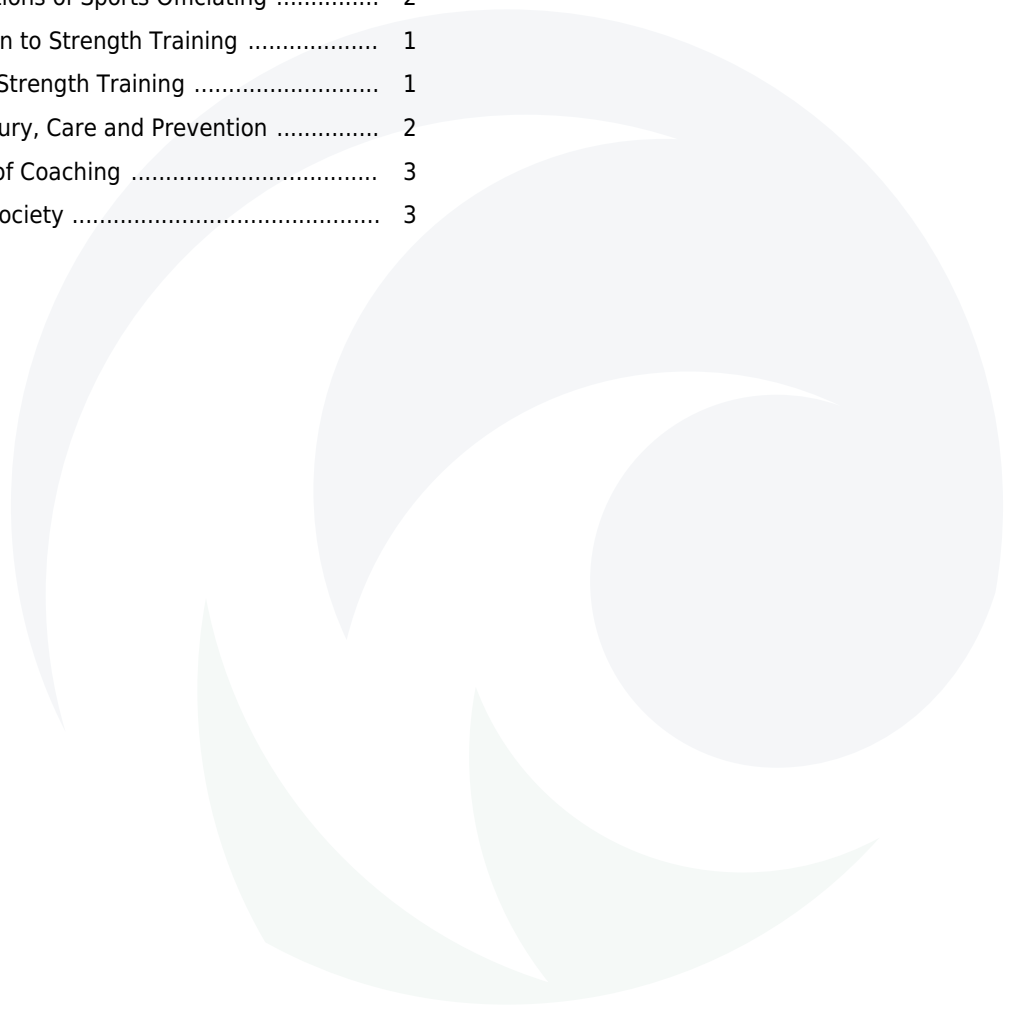 of Sports Officiating .............. 2
n to Strength Training ................... 1
Strength Training ........................... 1
ury, Care and Prevention ............... 2
of Coaching .................................... 3
ociety ............................................. 3